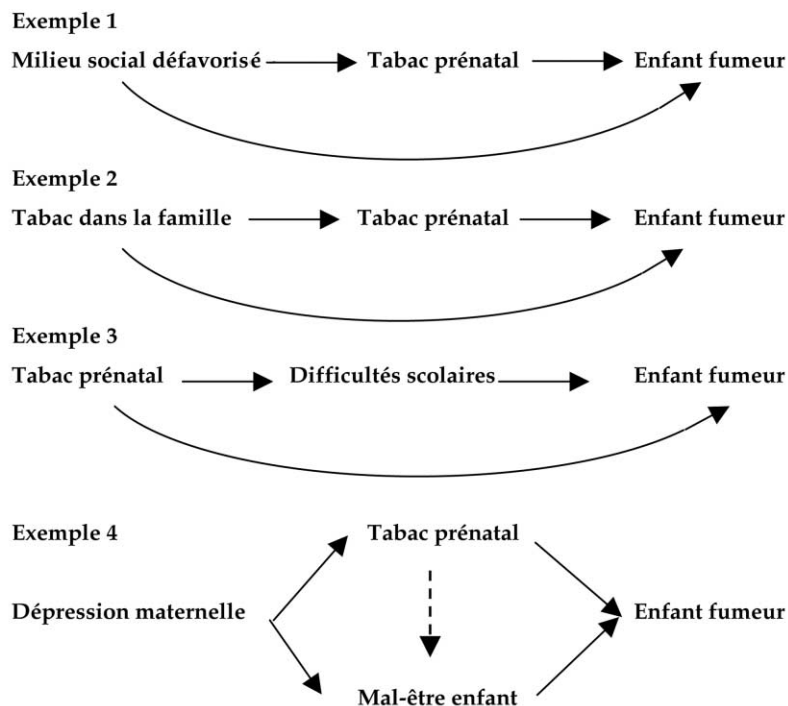 Exemple 1
Milieu social défavorisé Tabac prénatal Enfant fumeur
Exemple 2
Tabac dans la famille Tabac prénatal Enfant fumeur
Exemple 3
Tabac prénatal Difficultés scolaires Enfant fumeur
Exemple 4
Tabac prénatal
Dépression maternelle Enfant fumeur
Mal-être enfant